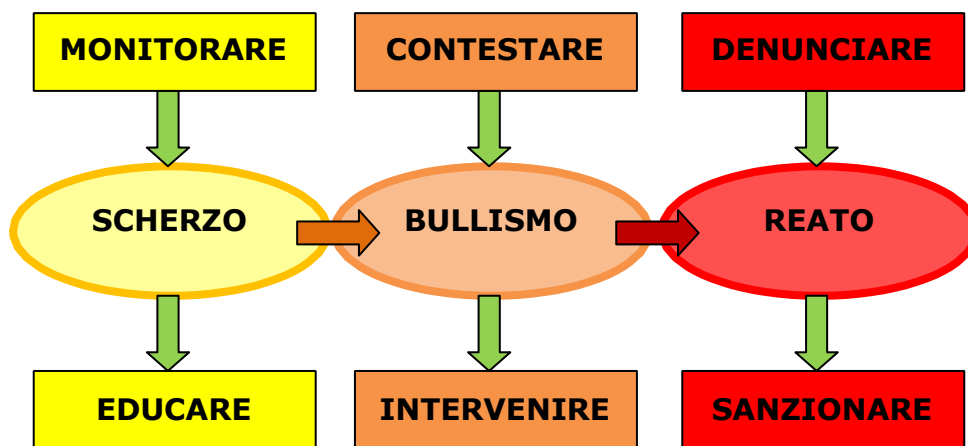 MONITORARE
CONTESTARE
DENUNCIARE
SCHERZO
BULLISMO
REATO
EDUCARE
INTERVENIRE
SANZIONARE